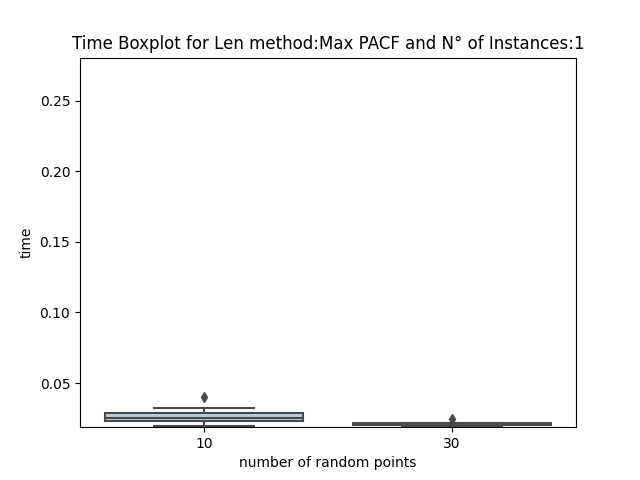 Time Boxplot for Len method:Max PACF and N° of Instances:1
0.25
0.20
0.15
0.10
0.05
time
10
30
number of random points